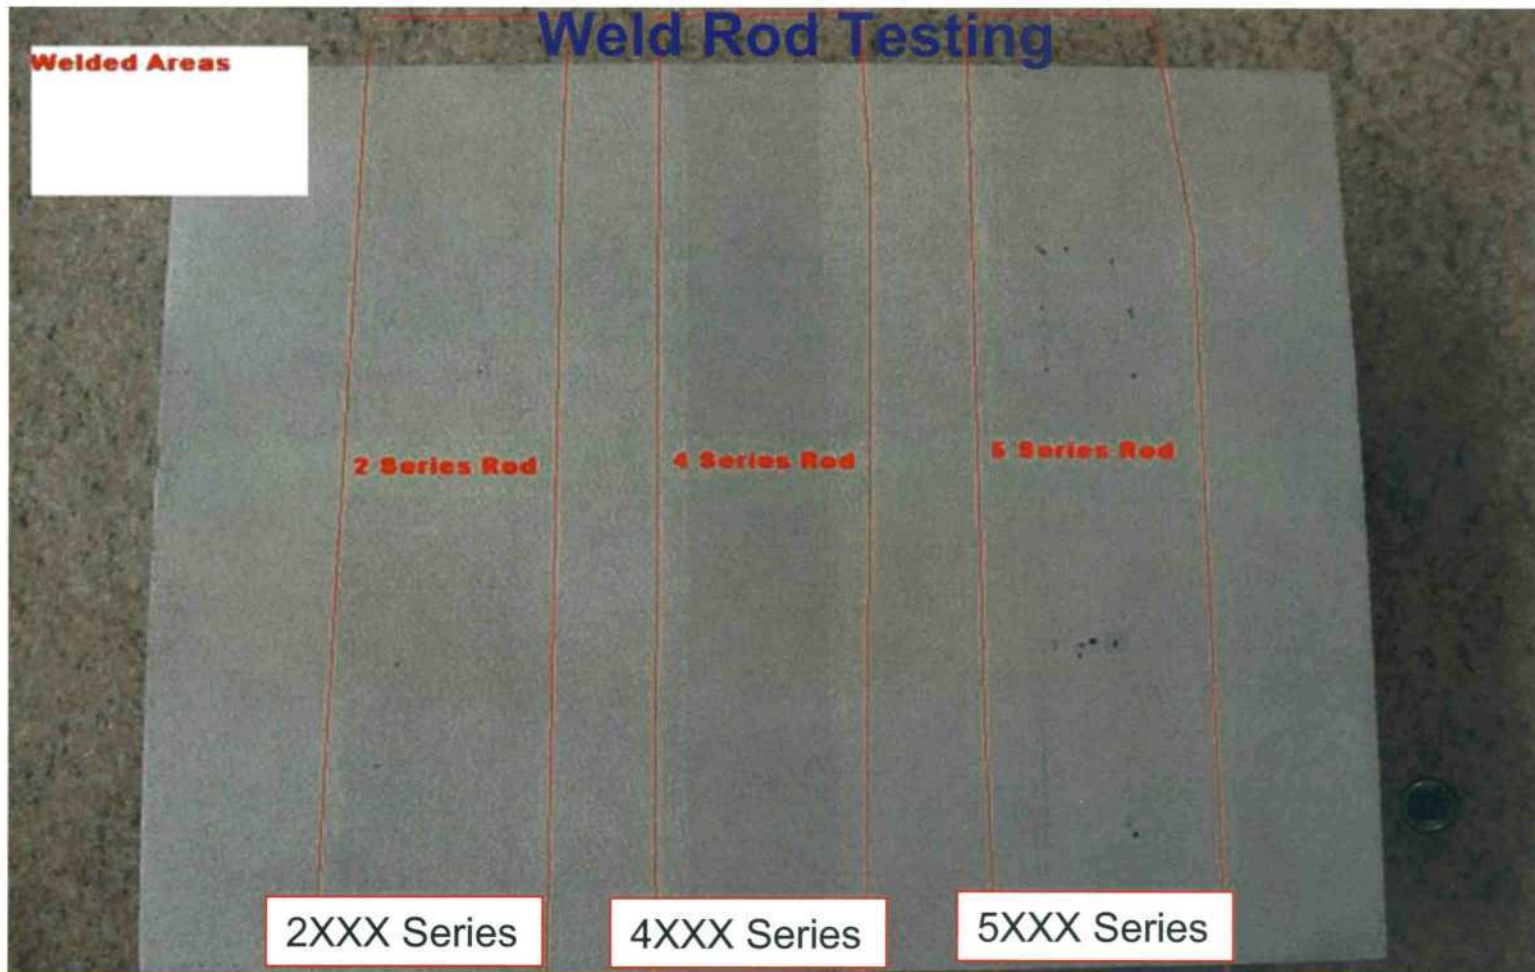 Weld Rod Testing
Welded Areas
2 Series Rod
4 Series Rod
5 Series Rod
2XXX Series
4XXX Series
5XXX Series